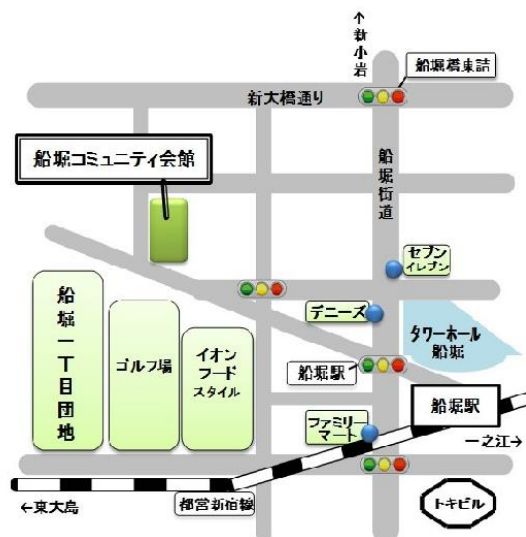 ↑新小岩
船堀橋東詰
新大橋通り
船堀コミュニティ会館
船堀街道
セブン
イレブン
デニーズ
タワーホール
船堀
船堀一丁目団地
ゴルフ場
イオン
フード
スタイル
船堀駅
船堀駅
ファミリー
マート
一之江→
←東大島
都営新宿線
トキビル